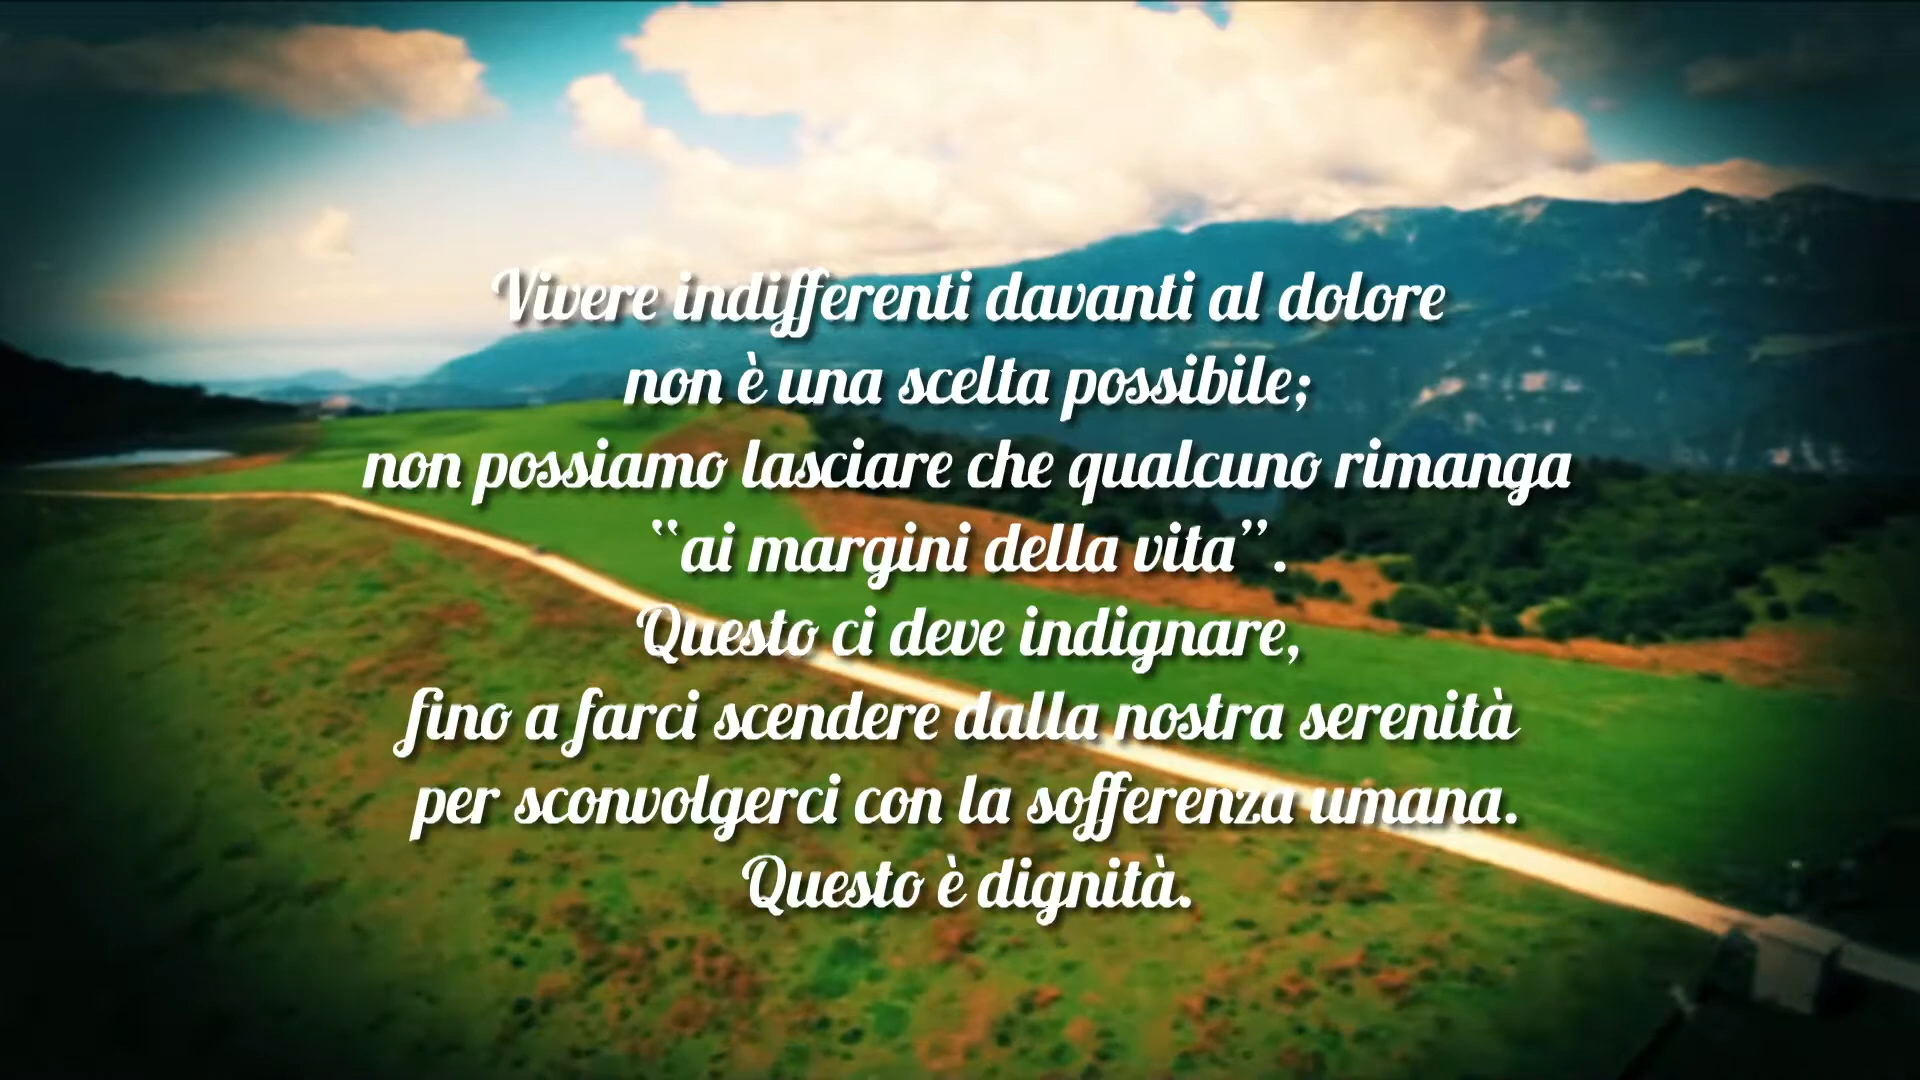 Vivere indifferenti davanti al dolore
non è una scelta possibile;
non possiamo lasciare che qualcuno rimanga
“ai margini della vita”.
Questo ci deve indignare,
fino a farci scendere dalla nostra serenità
per sconvolgerci con la sofferenza umana.
Questo è dignità.